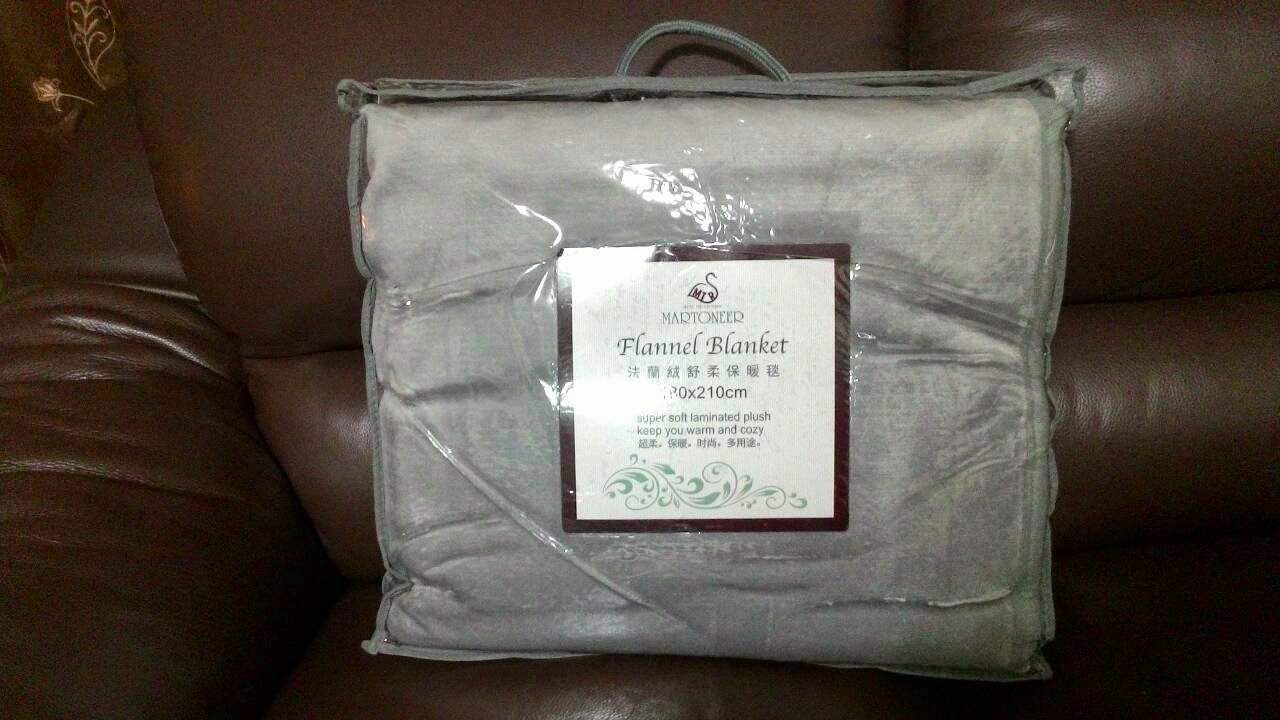 MTR
MARTONEER
Flannel Blanket
法蘭絨舒柔保暖毯
80x210cm
super soft laminated plush
keep you warm and cozy
超柔。保暖。时尚。多用途。